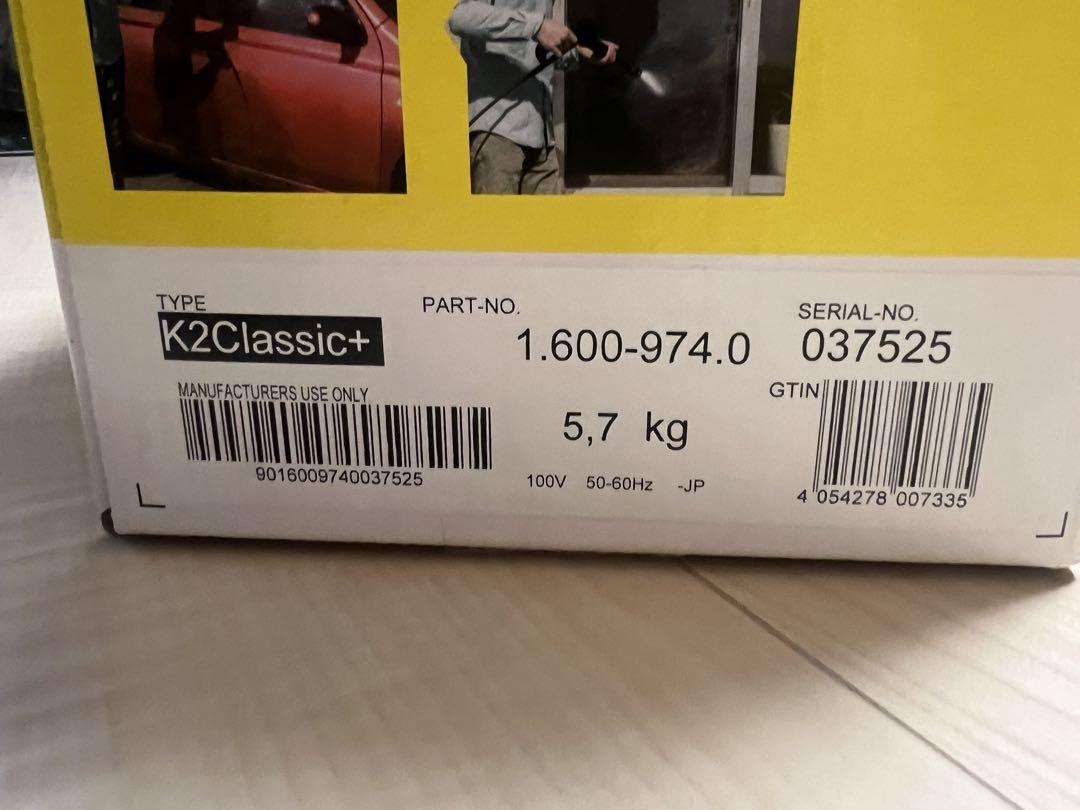 TYPE
K2Classic+
PART-NO.
1.600-974.0
SERIAL-NO.
037525
MANUFACTURERS USE ONLY
9016009740037525
5,7 kg
100V 50-60Hz -JP
GTIN
4 054278 007335